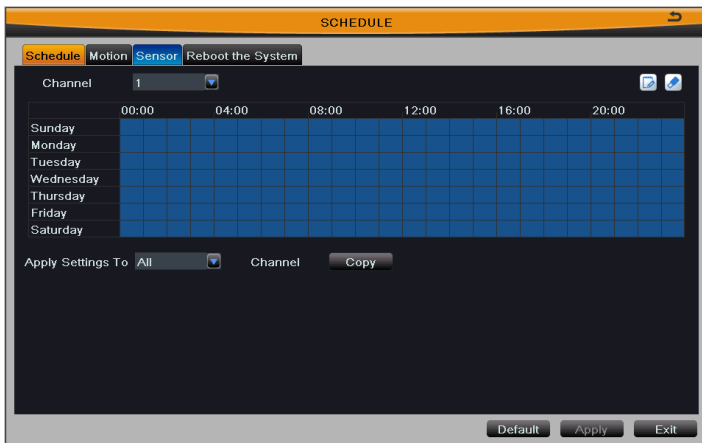 SCHEDULE
Schedule Motion Sensor Reboot the System
Channel 1
00:00 04:00 08:00 12:00 16:00 20:00
Sunday
Monday
Tuesday
Wednesday
Thursday
Friday
Saturday
Apply Settings To All Channel Copy
Default Apply Exit